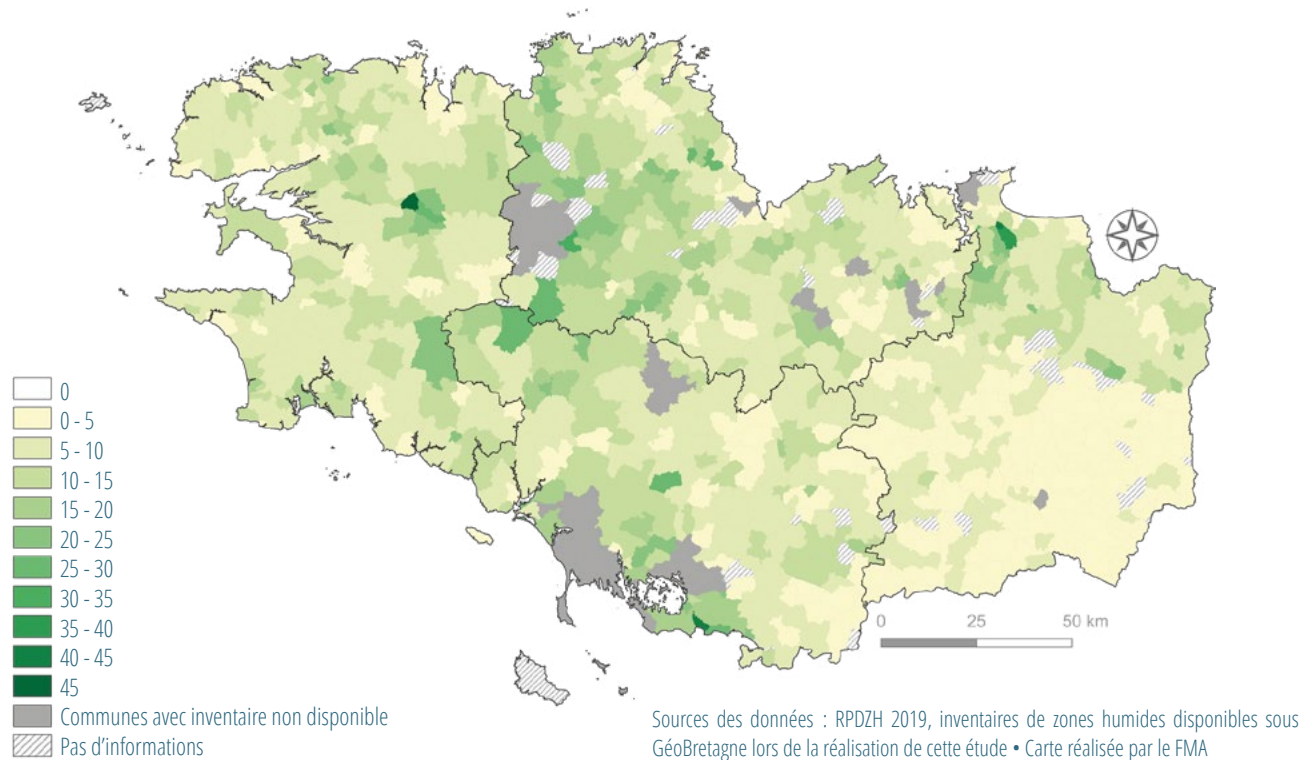 0
0 - 5
5 - 10
10 - 15
15 - 20
20 - 25
25 - 30
30 - 35
35 - 40
40 - 45
45
Communes avec inventaire non disponible
Pas d'informations
0 25 50 km
Sources des données : RPDZH 2019, inventaires de zones humides disponibles sous
GéoBretagne lors de la réalisation de cette étude • Carte réalisée par le FMA